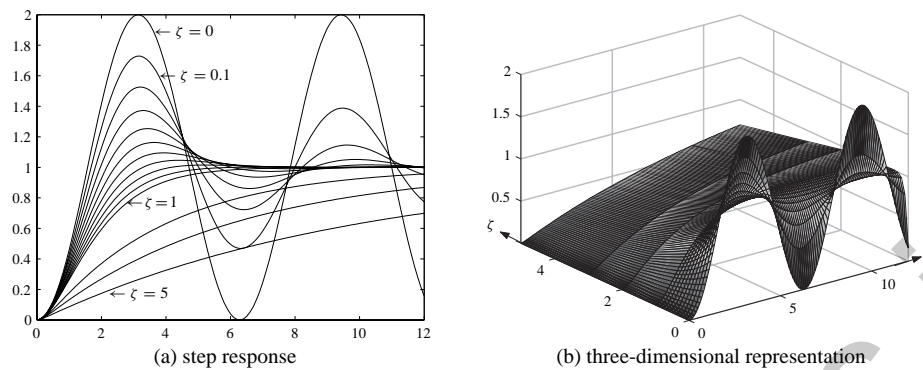 2
1.8
1.6
1.4
1.2
1
0.8
0.6
0.4
0.2
0
0 2 4 6 8 10 12
← ζ = 0
← ζ = 0.1
← ζ = 1
← ζ = 5
(a) step response
2
1.5
1
0.5
ζ
4
2
0
0
5
10
(b) three-dimensional representation